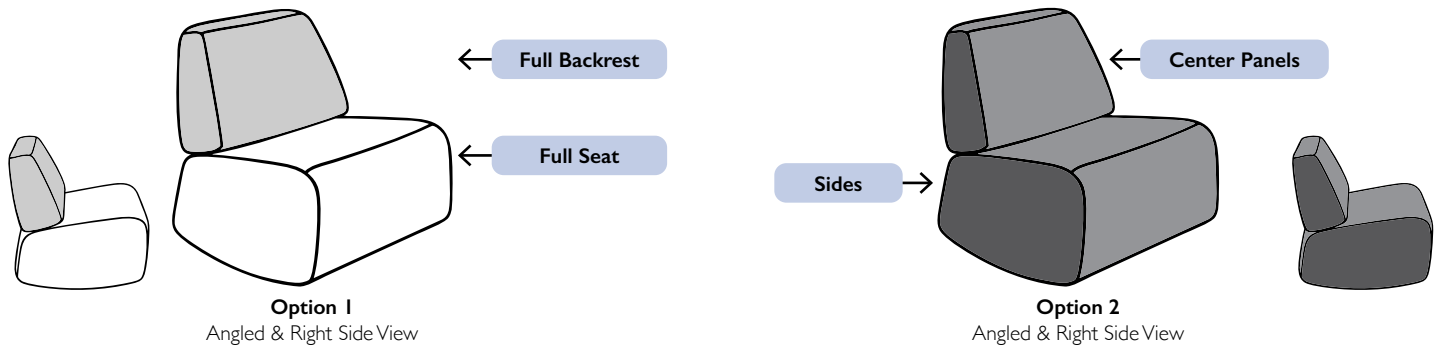 Full Backrest
Full Seat
Option 1
Angled & Right Side View
Center Panels
Sides
Option 2
Angled & Right Side View